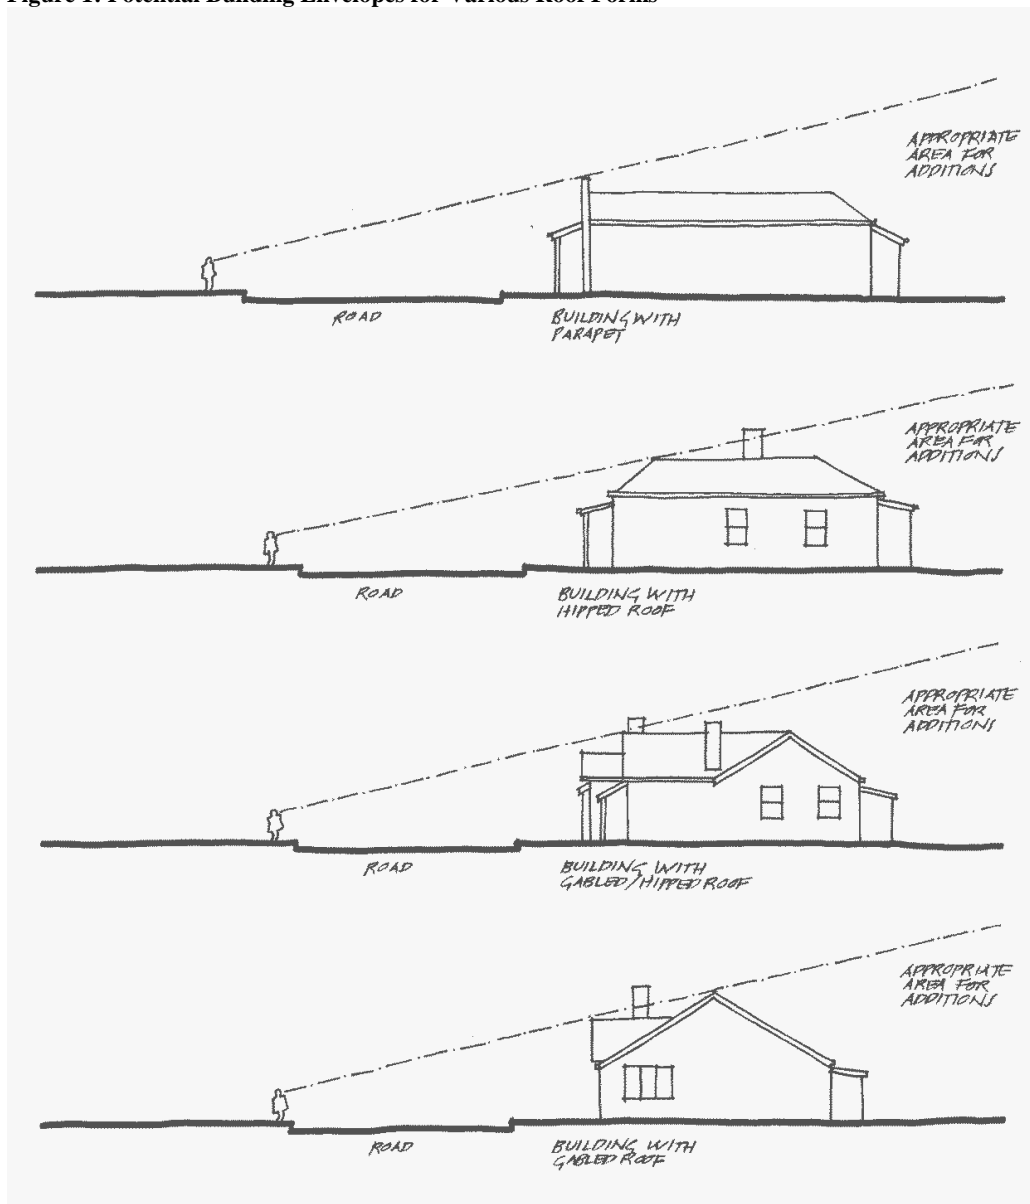 Figure 1: Potential Building Envelopes for Various Roof Forms
APPROPRIATE
AREA FOR
ADDITIONS
ROAD
BUILDING WITH
PARAPET
APPROPRIATE
AREA FOR
ADDITIONS
ROAD
BUILDING WITH
HIPPED ROOF
APPROPRIATE
AREA FOR
ADDITIONS
ROAD
BUILDING WITH
GABLED/HIPPED ROOF
APPROPRIATE
AREA FOR
ADDITIONS
ROAD
BUILDING WITH
GABLED ROOF